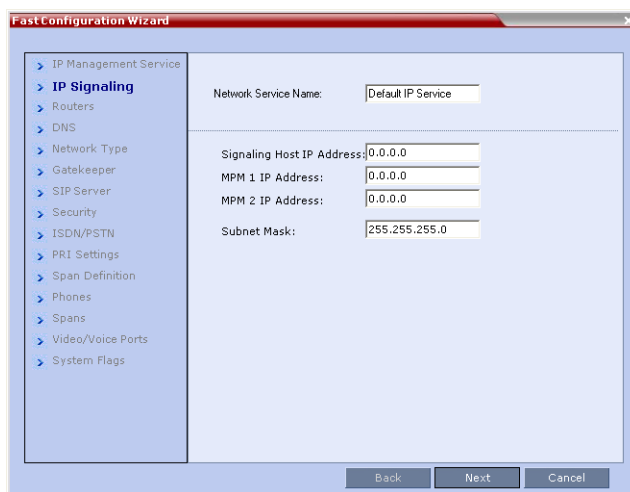 Fast Configuration Wizard
IP Management Service
IP Signaling
Routers
DNS
Network Type
Gatekeeper
SIP Server
Security
ISDN/PSTN
PRI Settings
Span Definition
Phones
Spans
Video/Voice Ports
System Flags
Network Service Name: Default IP Service
Signaling Host IP Address: 0.0.0.0
MPM 1 IP Address: 0.0.0.0
MPM 2 IP Address: 0.0.0.0
Subnet Mask: 255.255.255.0
Back Next Cancel